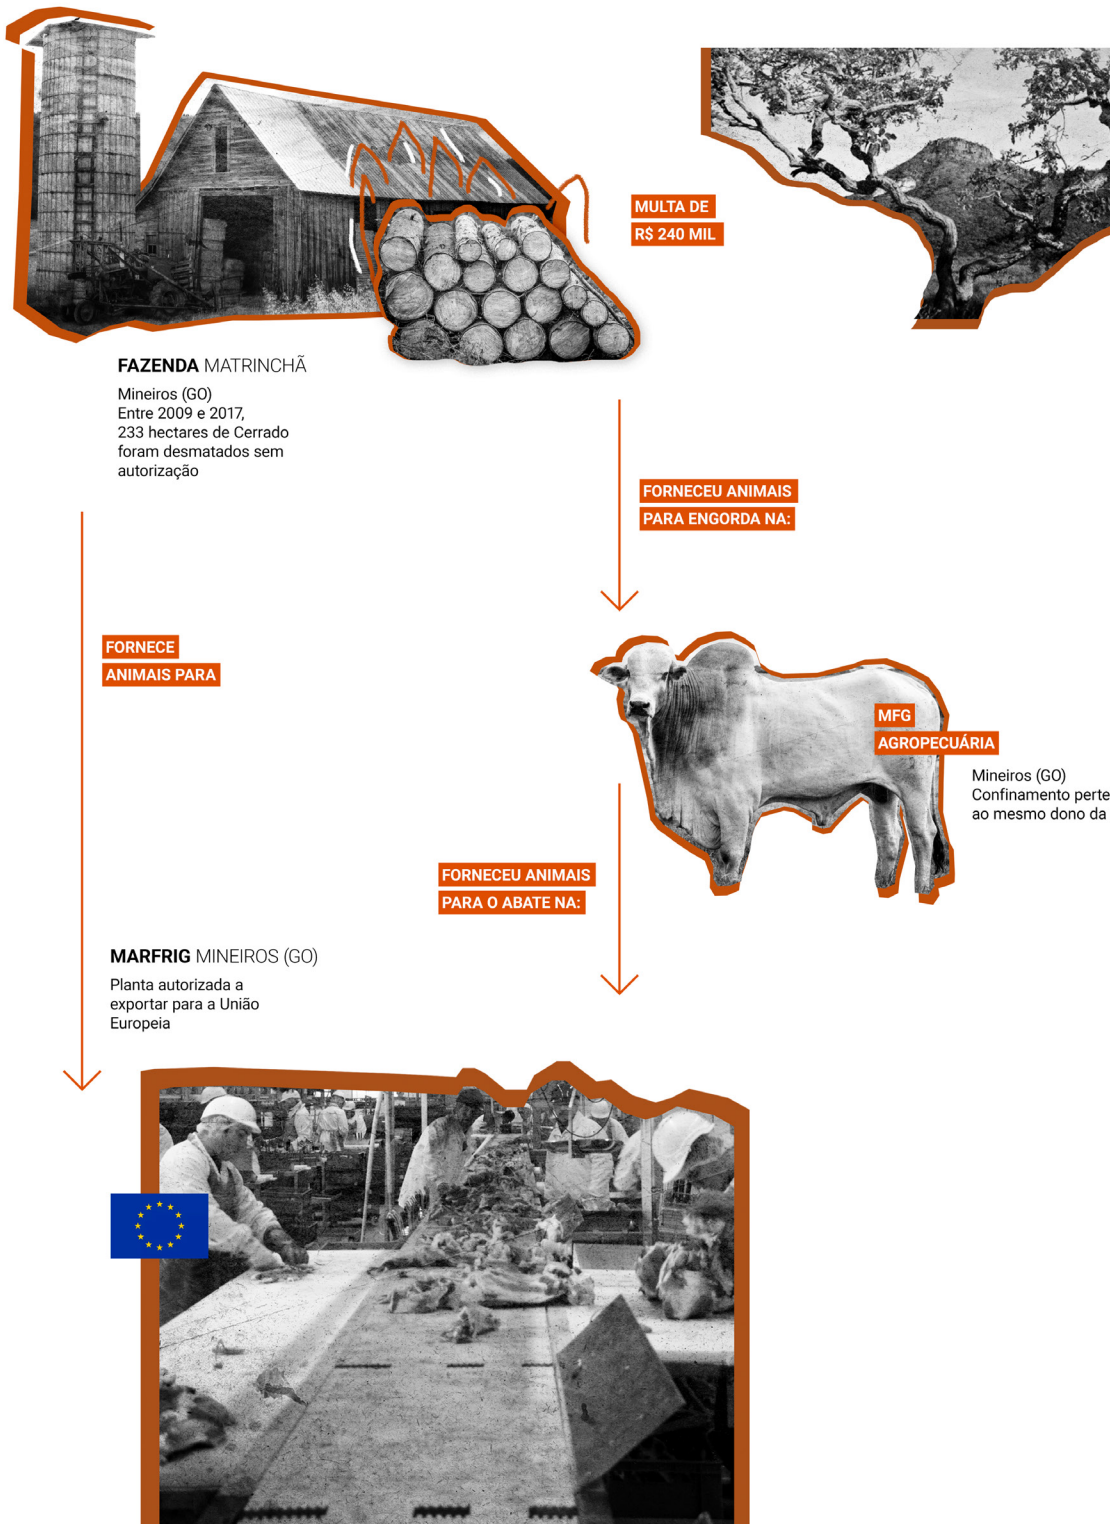 MULTA DE
R$ 240 MIL
FAZENDA MATRINCHÃ
Mineiros (GO)
Entre 2009 e 2017,
233 hectares de Cerrado
foram desmatados sem
autorização
FORNECEU ANIMAIS
PARA ENGORDA NA:
FORNECE
ANIMAIS PARA
MFG
AGROPECUÁRIA
Mineiros (GO)
Confinamento perte
ao mesmo dono da
FORNECEU ANIMAIS
PARA O ABATE NA:
MARFRIG MINEIROS (GO)
Planta autorizada a
exportar para a União
Europeia